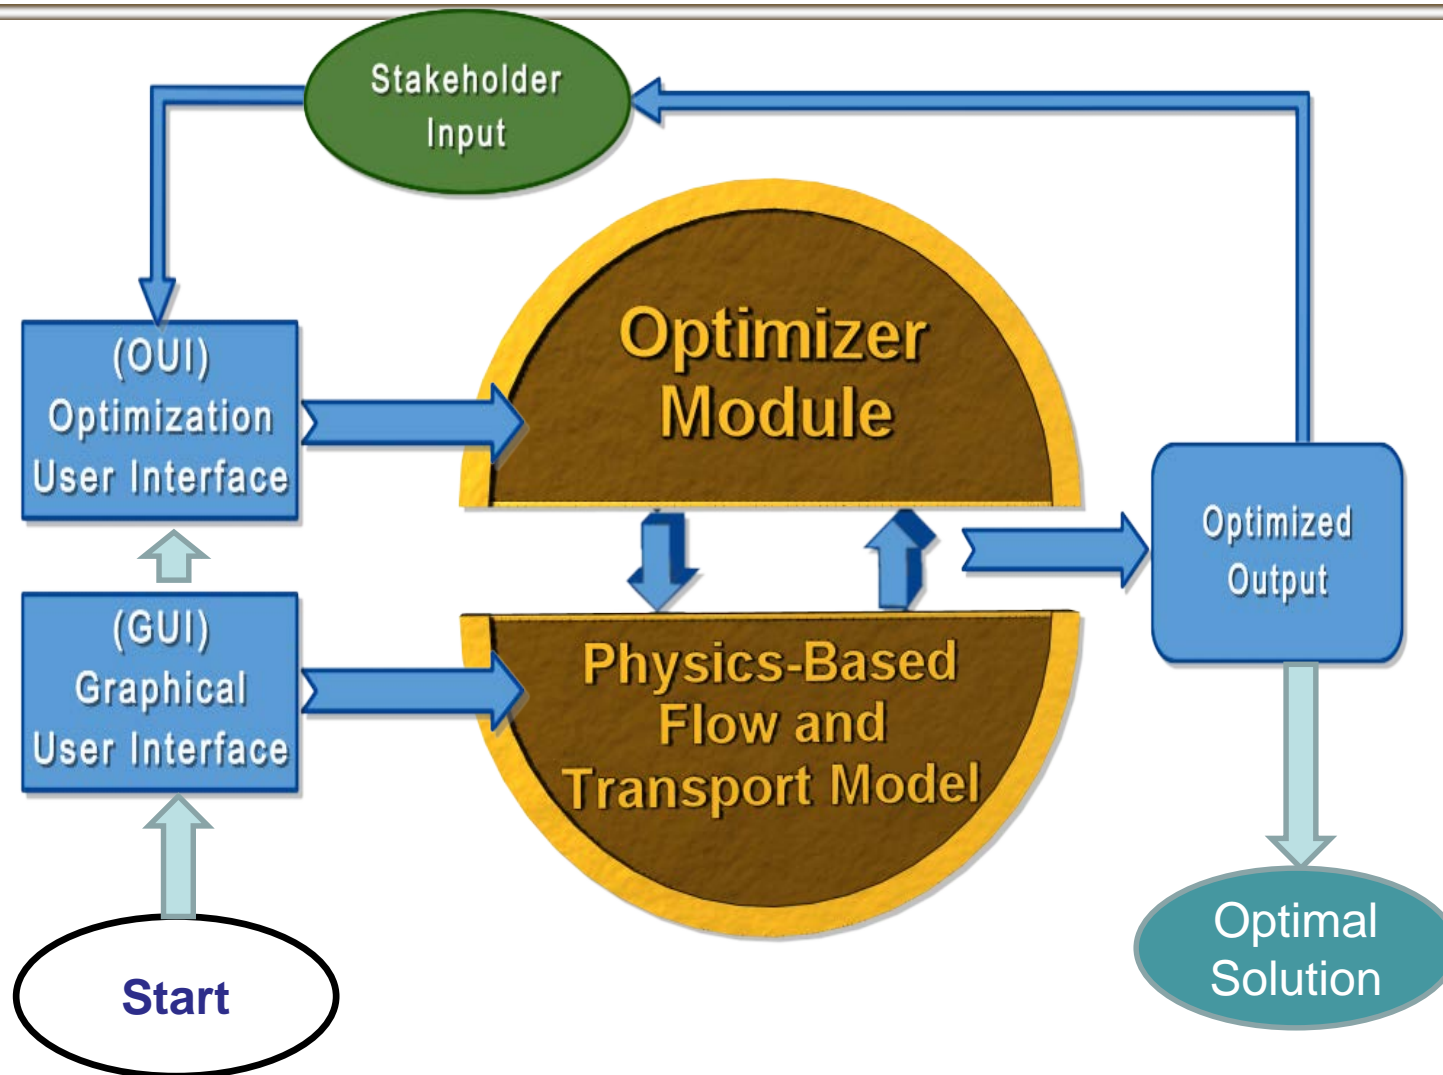 Stakeholder
Input
(OUI)
Optimization
User Interface
Optimizer
Module
Optimized
Output
(GUI)
Graphical
User Interface
Physics-Based
Flow and
Transport Model
Start
Optimal
Solution